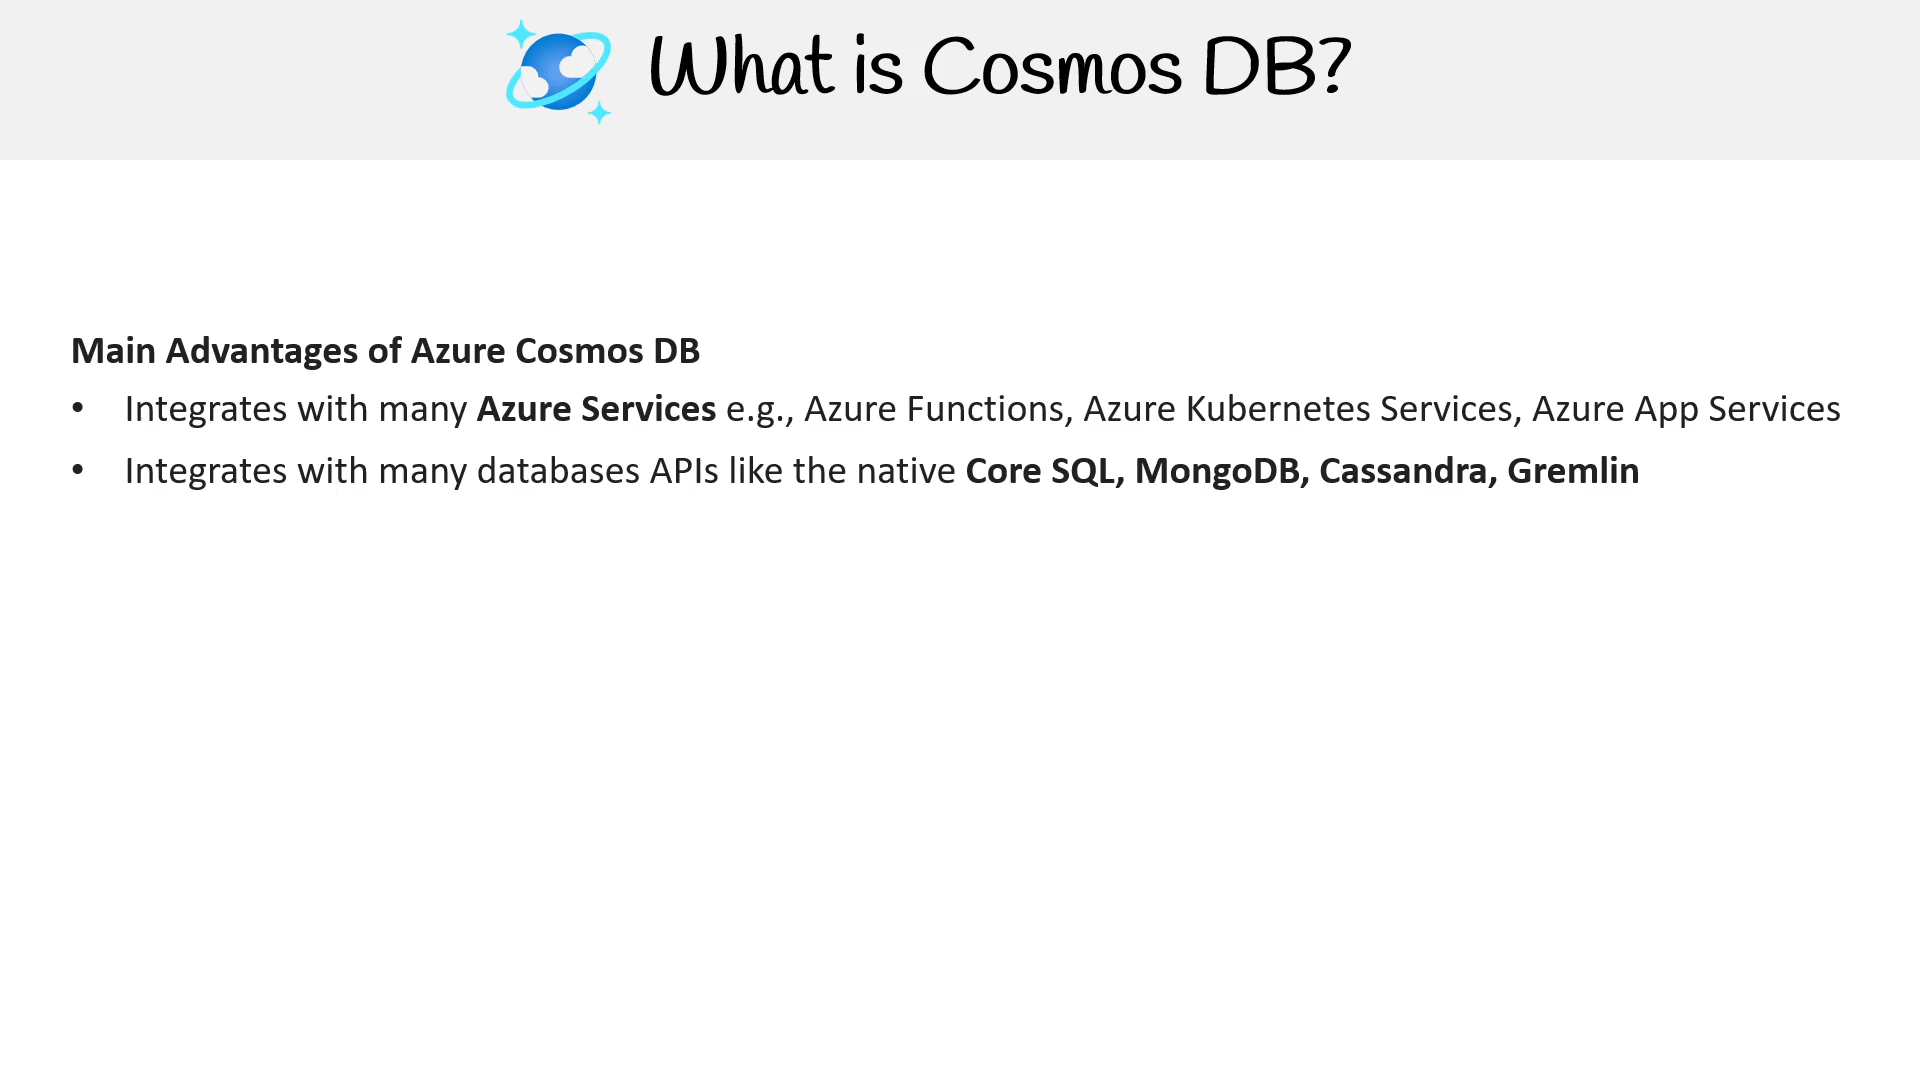 What is Cosmos DB?
Main Advantages of Azure Cosmos DB
• Integrates with many Azure Services e.g., Azure Functions, Azure Kubernetes Services, Azure App Services
• Integrates with many databases APIs like the native Core SQL, MongoDB, Cassandra, Gremlin